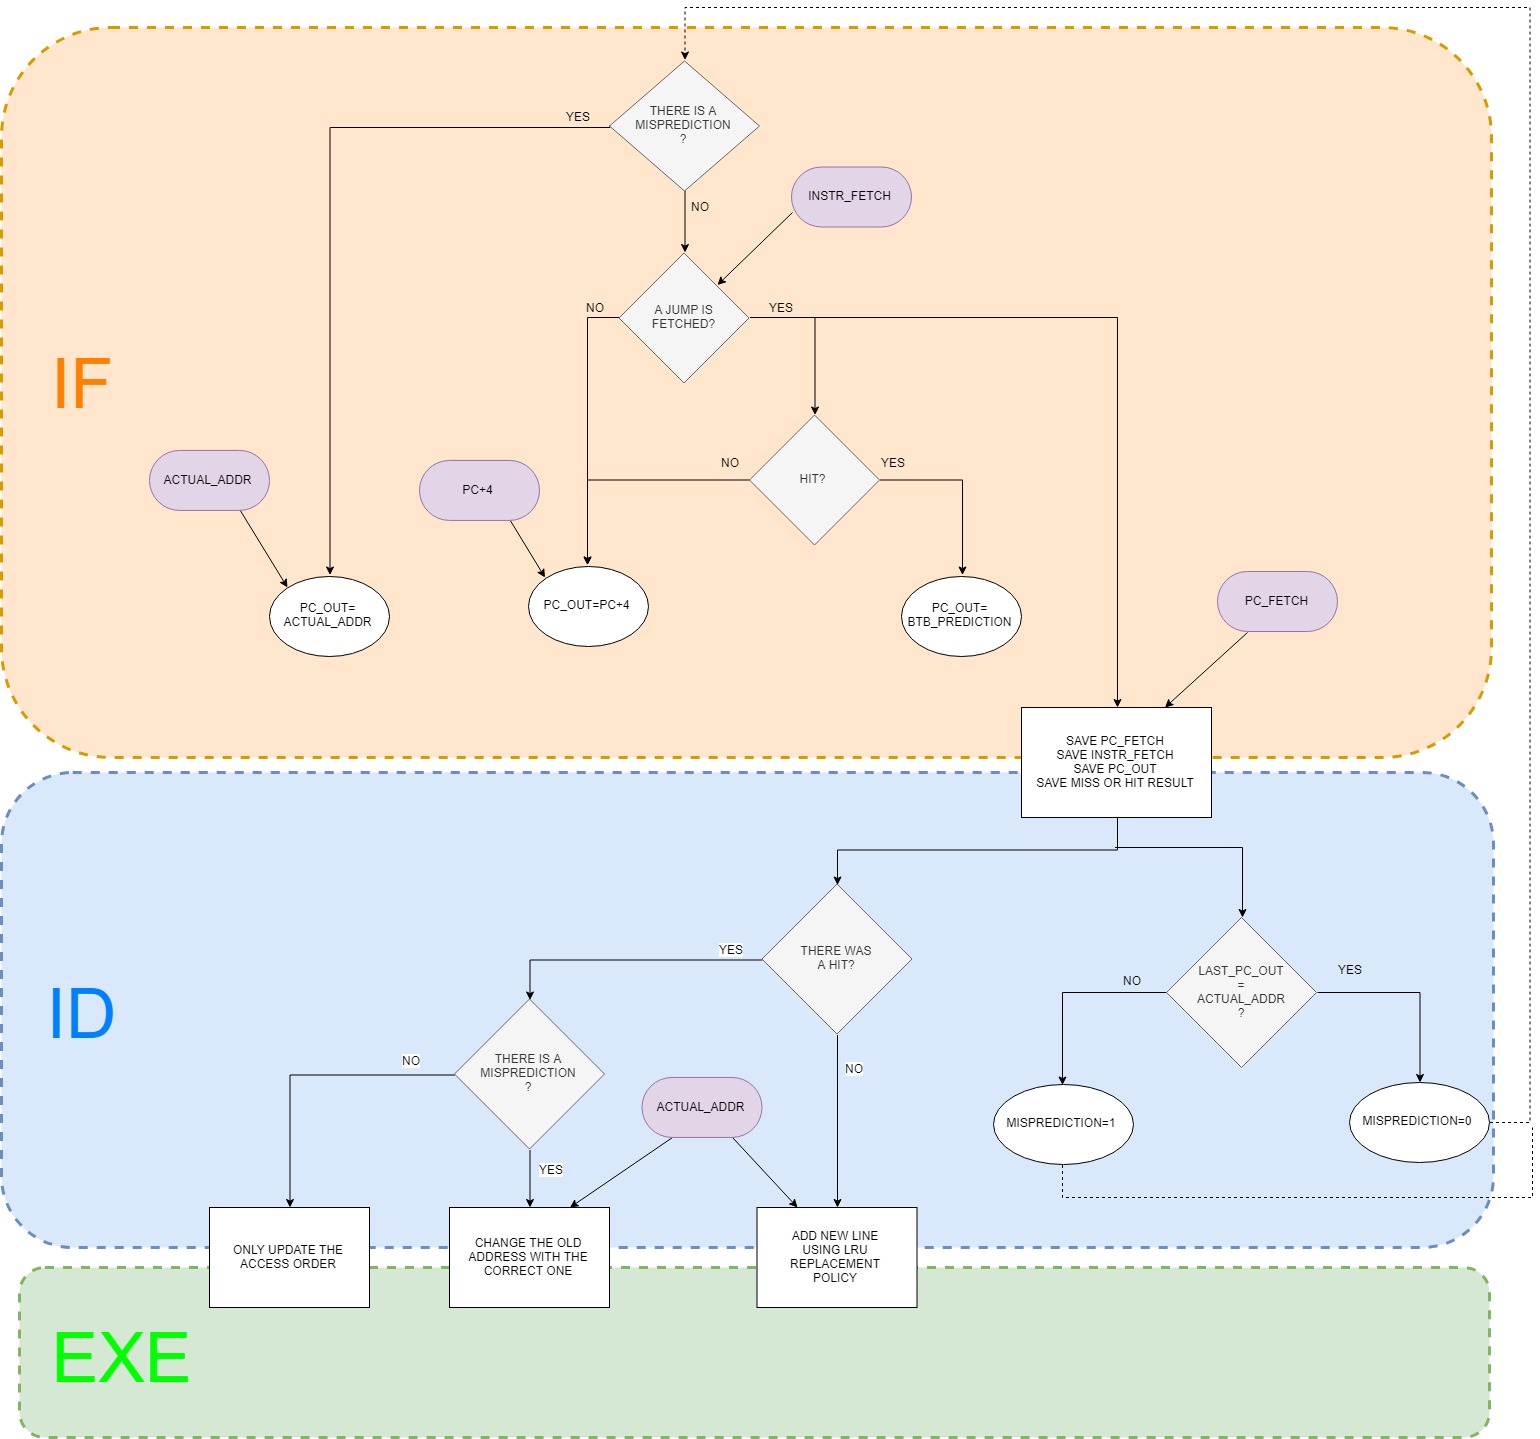 YES
THERE IS A
MISPREDICTION
?
NO
INSTR_FETCH
NO
A JUMP IS
FETCHED?
YES
IF
ACTUAL_ADDR
PC+4
NO
HIT?
YES
PC_OUT=
ACTUAL_ADDR
PC_OUT=PC+4
PC_OUT=
BTB_PREDICTION
PC_FETCH
SAVE PC_FETCH
SAVE INSTR_FETCH
SAVE PC_OUT
SAVE MISS OR HIT RESULT
ID
YES
THERE WAS
A HIT?
NO
LAST_PC_OUT
=
ACTUAL_ADDR
?
YES
NO
THERE IS A
MISPREDICTION
?
YES
ACTUAL_ADDR
NO
MISPREDICTION=1
MISPREDICTION=0
ONLY UPDATE THE
ACCESS ORDER
CHANGE THE OLD
ADDRESS WITH THE
CORRECT ONE
ADD NEW LINE
USING LRU
REPLACEMENT
POLICY
EXE